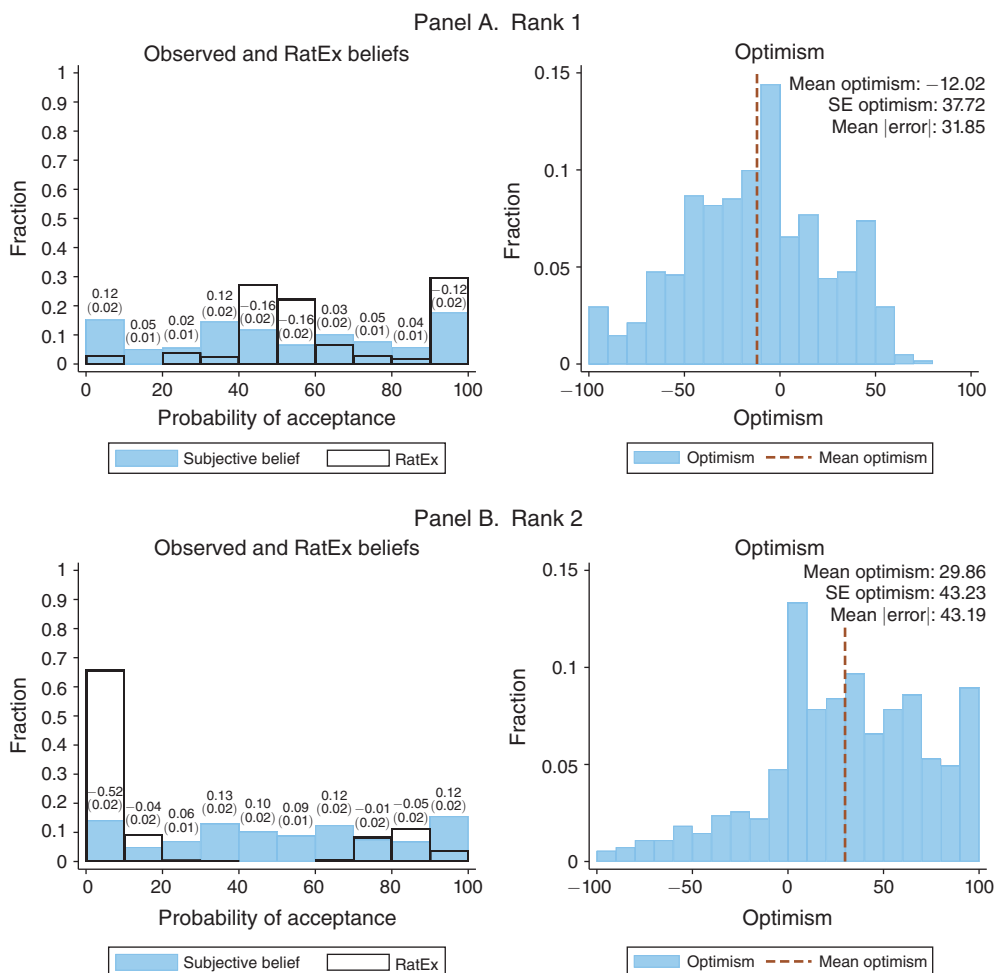 Panel A. Rank 1
Observed and RatEx beliefs
Fraction
1
0.9
0.8
0.7
0.6
0.5
0.4
0.3
0.2
0.1
0
0.12
(0.02)
0.05
(0.01)
0.02
(0.01)
0.12
(0.02)
−0.16
(0.02)
−0.16
(0.02)
0.03
(0.02)
0.05
(0.01)
0.04
(0.01)
−0.12
(0.02)
0 20 40 60 80 100
Probability of acceptance
Subjective belief RatEx
Optimism
Mean optimism: −12.02
SE optimism: 37.72
Mean |error|: 31.85
Fraction
0.15
0.1
0.05
0
−100 −50 0 50 100
Optimism
Optimism Mean optimism
Panel B. Rank 2
Observed and RatEx beliefs
Fraction
1
0.9
0.8
0.7
0.6
0.5
0.4
0.3
0.2
0.1
0
−0.52
(0.02)
−0.04
(0.02)
0.06
(0.01)
0.13
(0.02)
0.10
(0.02)
0.09
(0.01)
0.12
(0.02)
−0.01
(0.02)
−0.05
(0.02)
0.12
(0.02)
0 20 40 60 80 100
Probability of acceptance
Subjective belief RatEx
Optimism
Mean optimism: 29.86
SE optimism: 43.23
Mean |error|: 43.19
Fraction
0.15
0.1
0.05
0
−100 −50 0 50 100
Optimism
Optimism Mean optimism